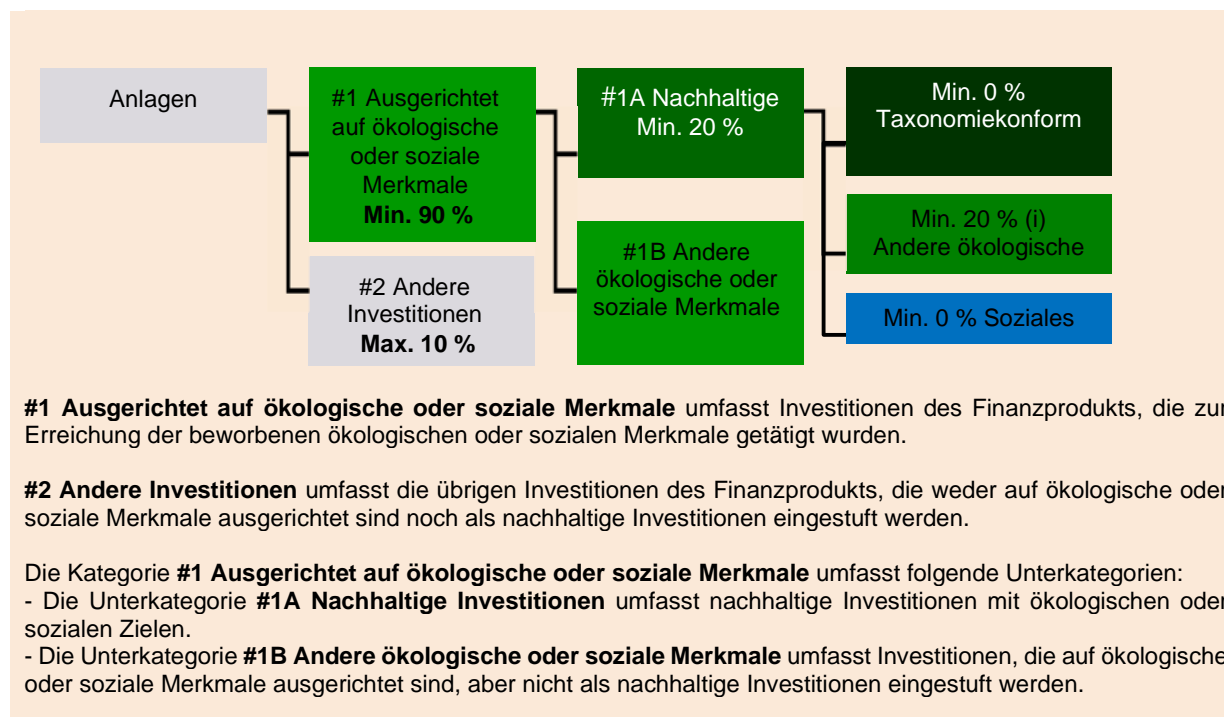 Anlagen
#1 Ausgerichtet
auf ökologische
oder soziale
Merkmale
Min. 90 %
#2 Andere
Investitionen
Max. 10 %
#1A Nachhaltige
Min. 20 %
#1B Andere
ökologische oder
soziale Merkmale
Min. 0 %
Taxonomiekonform
Min. 20 % (i)
Andere ökologische
Min. 0 % Soziales
#1 Ausgerichtet auf ökologische oder soziale Merkmale umfasst Investitionen des Finanzprodukts, die zur
Erreichung der beworbenen ökologischen oder sozialen Merkmale getätigt wurden.
#2 Andere Investitionen umfasst die übrigen Investitionen des Finanzprodukts, die weder auf ökologische oder
soziale Merkmale ausgerichtet sind noch als nachhaltige Investitionen eingestuft werden.
Die Kategorie #1 Ausgerichtet auf ökologische oder soziale Merkmale umfasst folgende Unterkategorien:
- Die Unterkategorie #1A Nachhaltige Investitionen umfasst nachhaltige Investitionen mit ökologischen oder
sozialen Zielen.
- Die Unterkategorie #1B Andere ökologische oder soziale Merkmale umfasst Investitionen, die auf ökologische
oder soziale Merkmale ausgerichtet sind, aber nicht als nachhaltige Investitionen eingestuft werden.